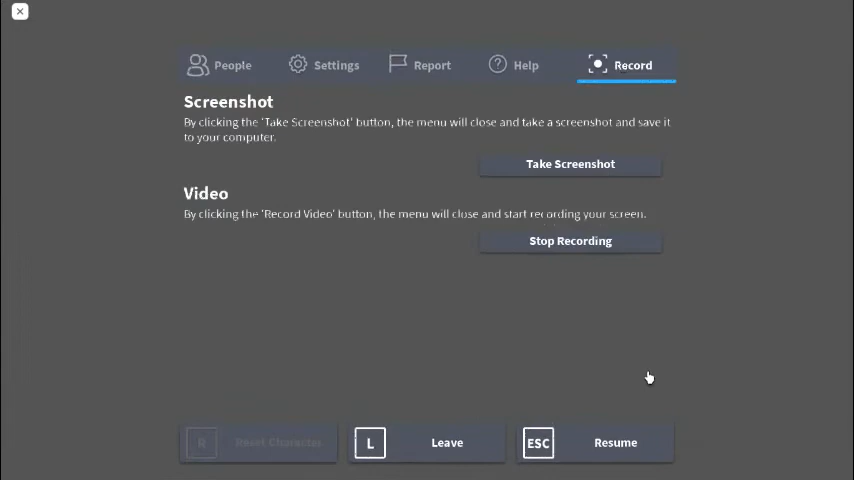 People Settings Report Help Record
Screenshot
By clicking the 'Take Screenshot' button, the menu will close and take a screenshot and save it
to your computer.
Take Screenshot
Video
By clicking the 'Record Video' button, the menu will close and start recording your screen.
Stop Recording
R Reset Character L Leave ESC Resume